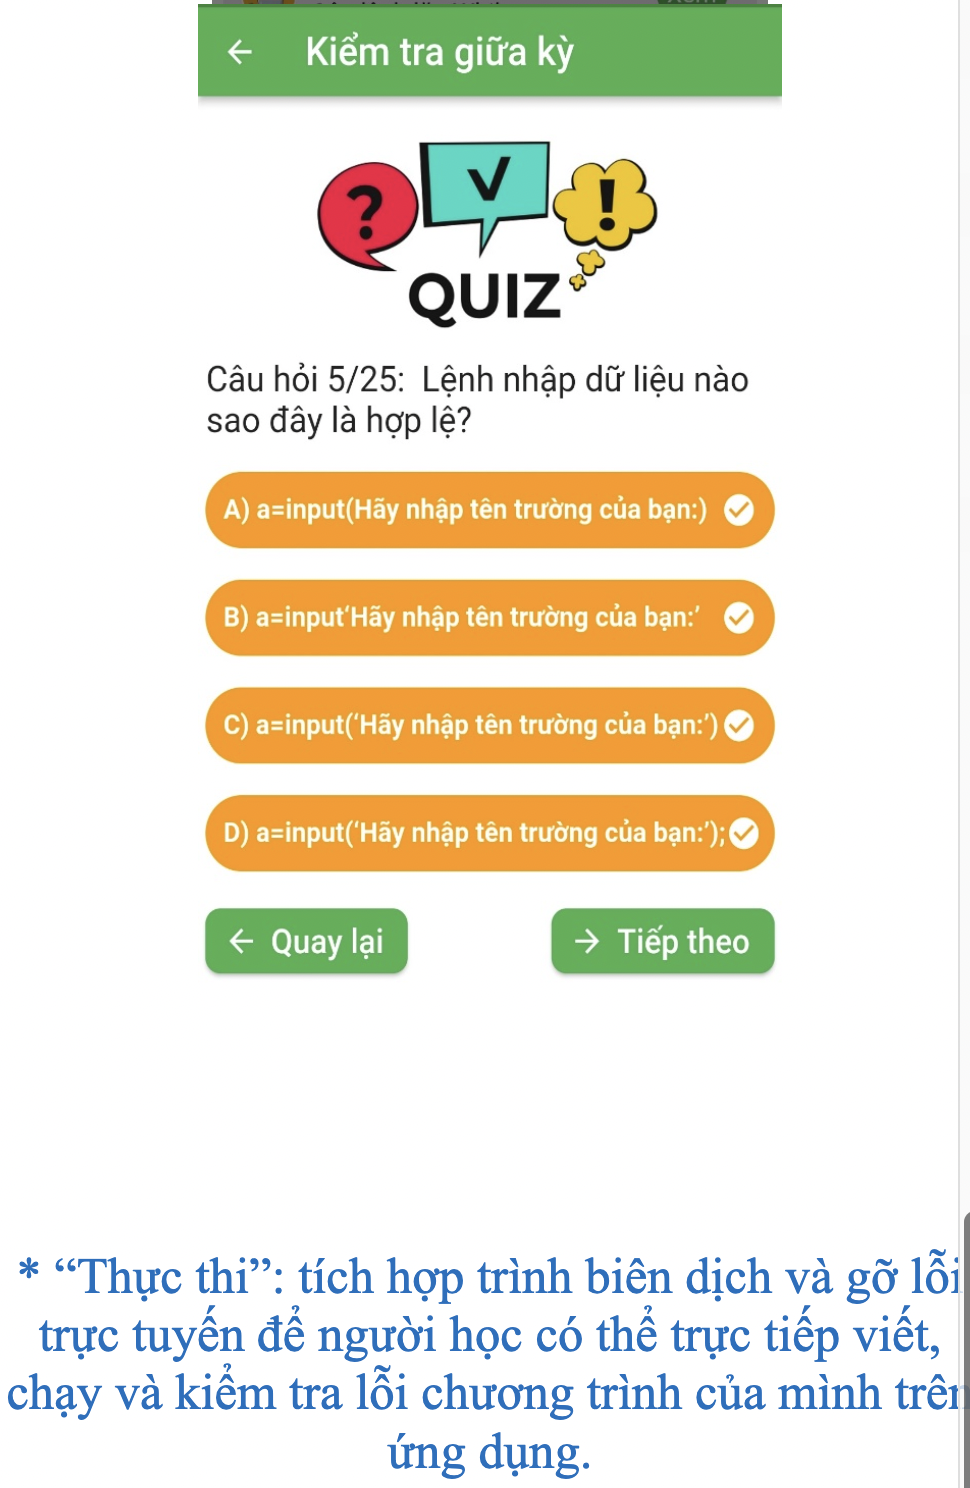 Kiểm tra giữa kỳ
?
!
QUIZ
Câu hỏi 5/25: Lệnh nhập dữ liệu nào
sao đây là hợp lệ?
A) a=input(Hãy nhập tên trường của bạn:)
B) a=input‘Hãy nhập tên trường của bạn:’
C) a=input(‘Hãy nhập tên trường của bạn:’)
D) a=input(‘Hãy nhập tên trường của bạn:’);
← Quay lại
→ Tiếp theo
* “Thực thi”: tích hợp trình biên dịch và gỡ lỗi
trực tuyến để người học có thể trực tiếp viết,
chạy và kiểm tra lỗi chương trình của mình trên
ứng dụng.